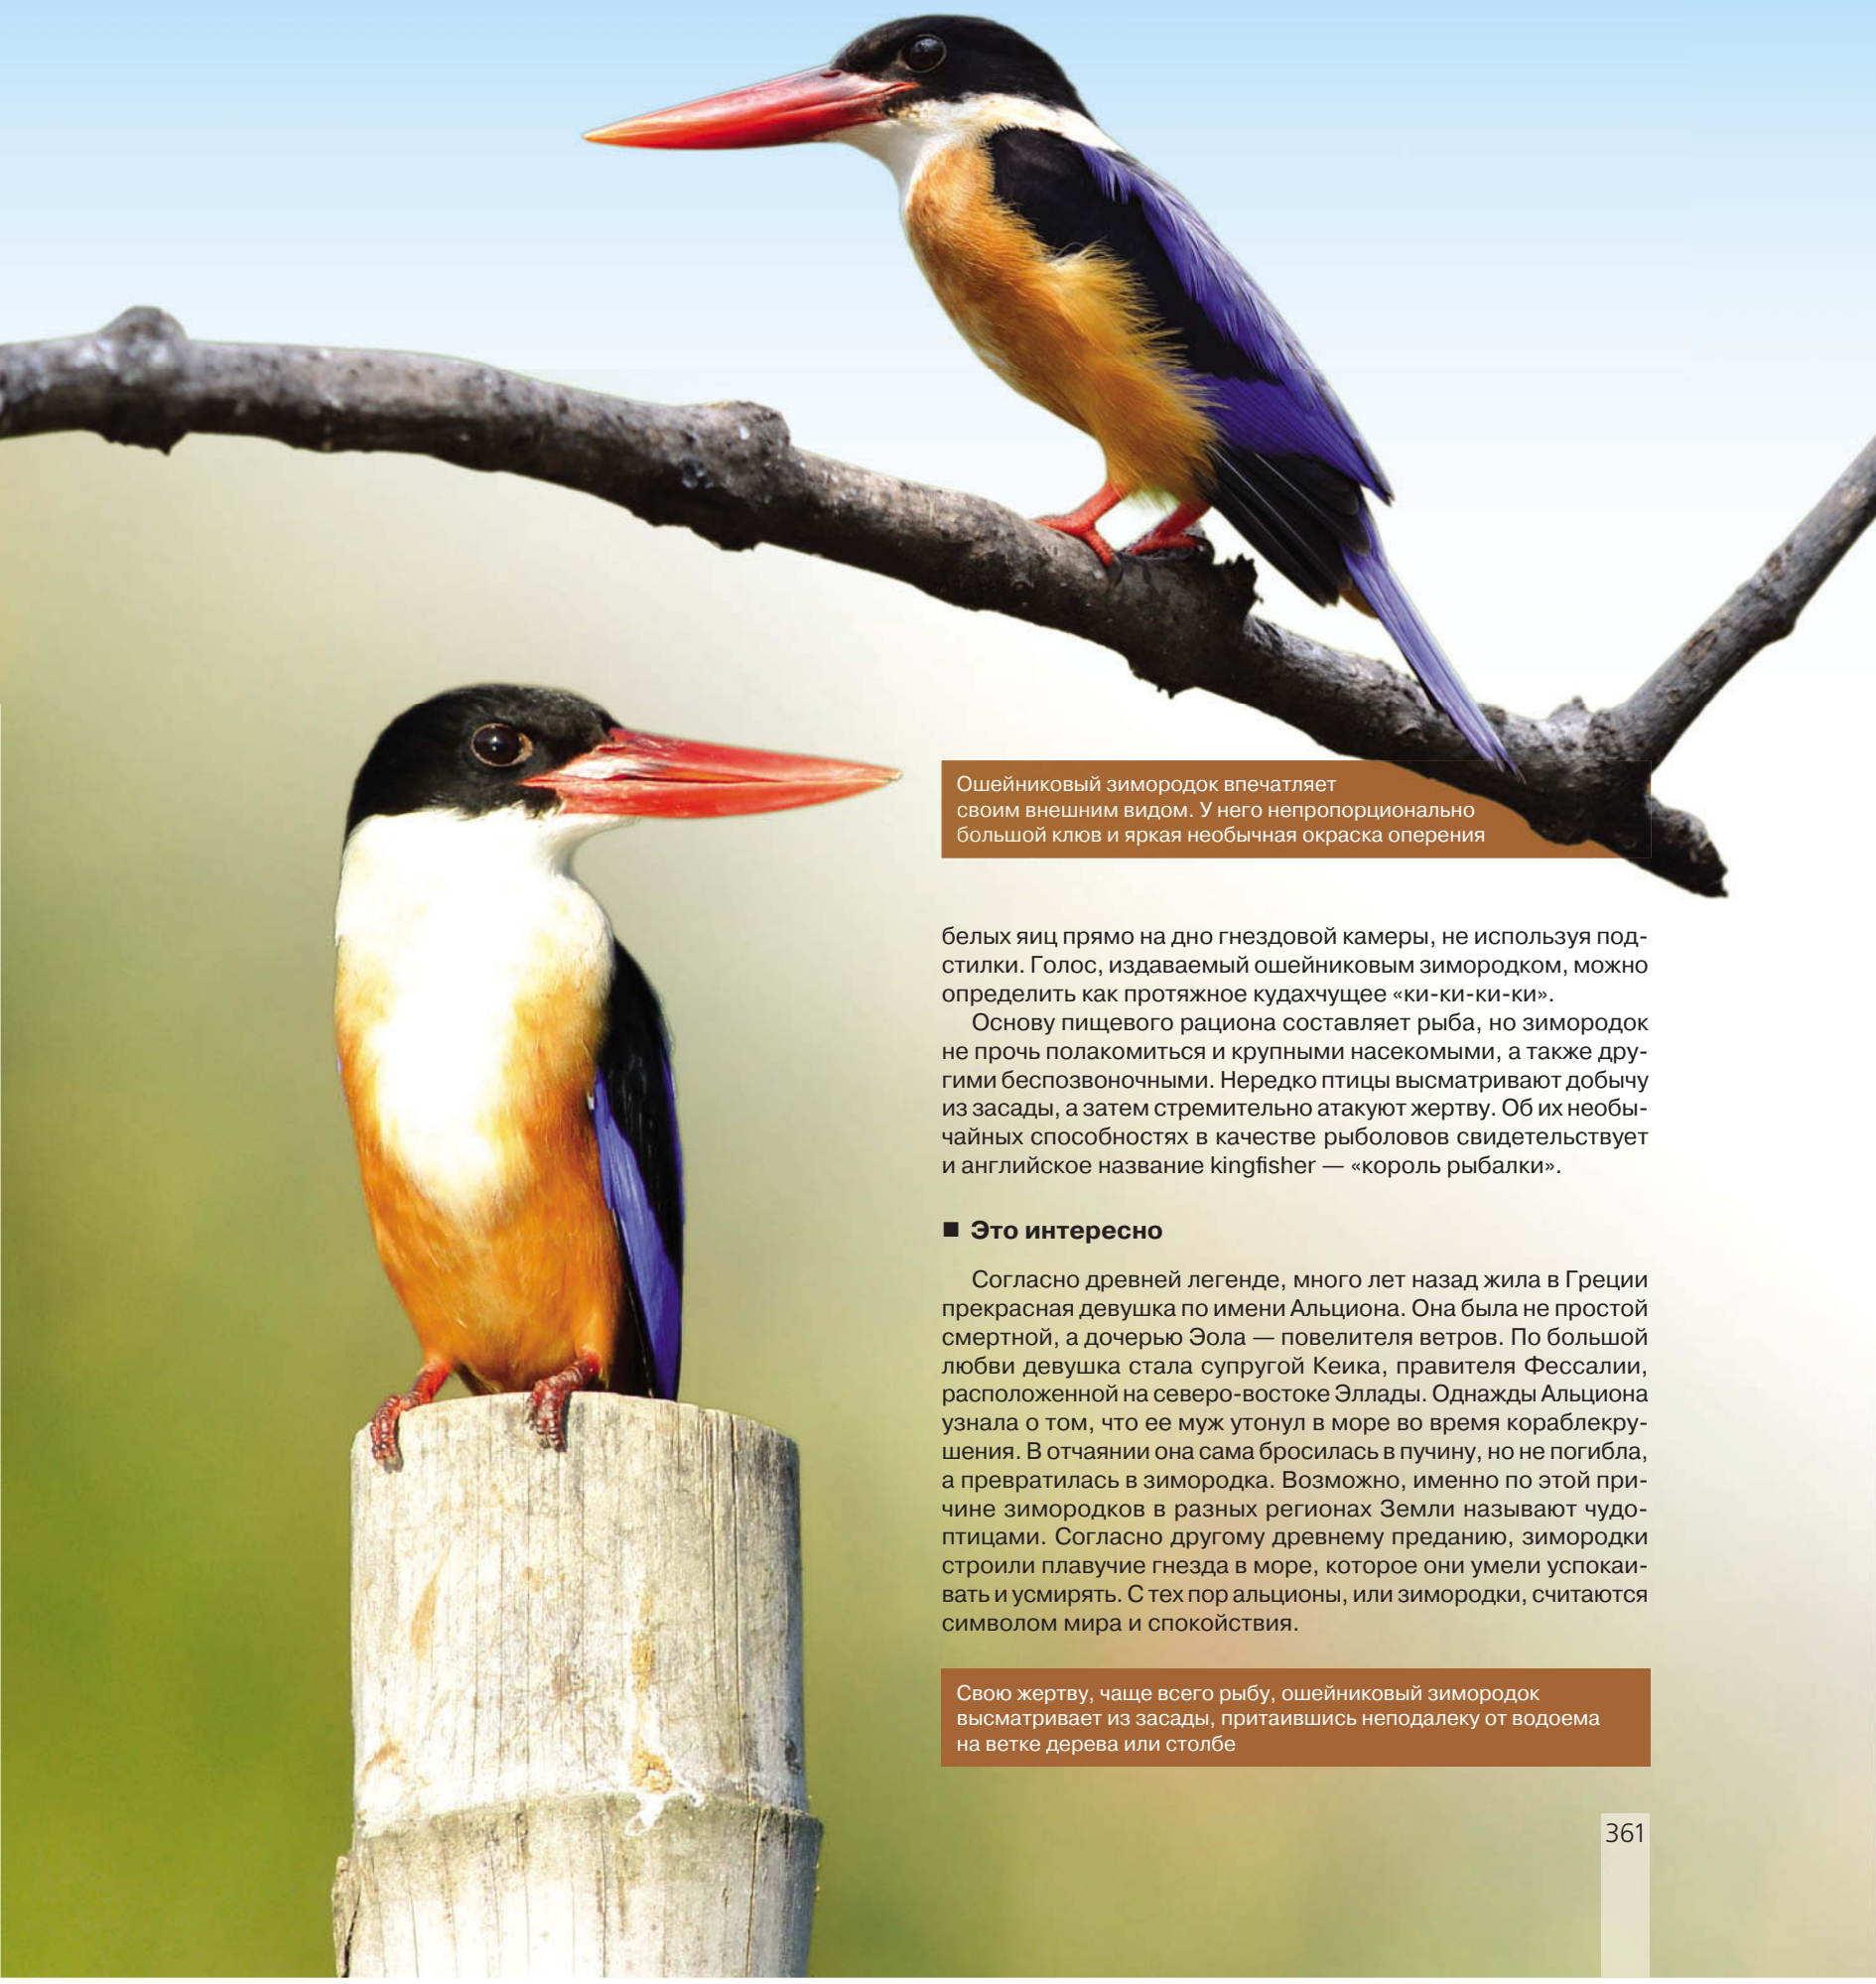 Ошейниковый зимородок впечатляет
своим внешним видом. У него непропорционально
большой клюв и яркая необычная окраска оперения
белых яиц прямо на дно гнездовой камеры, не используя под-
стилки. Голос, издаваемый ошейниковым зимородком, можно
определить как протяжное кудахчущее «ки-ки-ки-ки».
Основу пищевого рациона составляет рыба, но зимородок
не прочь полакомиться и крупными насекомыми, а также дру-
гими беспозвоночными. Нередко птицы высматривают добычу
из засады, а затем стремительно атакуют жертву. Об их необы-
чайных способностях в качестве рыболовов свидетельствует
и английское название kingfisher — «король рыбалки».
■ Это интересно
Согласно древней легенде, много лет назад жила в Греции
прекрасная девушка по имени Альциона. Она была не простой
смертной, а дочерью Эола — повелителя ветров. По большой
любви девушка стала супругой Кеика, правителя Фессалии,
расположенной на северо-востоке Эллады. Однажды Альциона
узнала о том, что ее муж утонул в море во время кораблекру-
шения. В отчаянии она сама бросилась в пучину, но не погибла,
а превратилась в зимородка. Возможно, именно по этой при-
чине зимородков в разных регионах Земли называют чудо-
птицами. Согласно другому древнему преданию, зимородки
строили плавучие гнезда в море, которое они умели успокаи-
вать и усмирять. С тех пор альционы, или зимородки, считаются
символом мира и спокойствия.
Свою жертву, чаще всего рыбу, ошейниковый зимородок
высматривает из засады, притаившись неподалеку от водоема
на ветке дерева или столбе
361